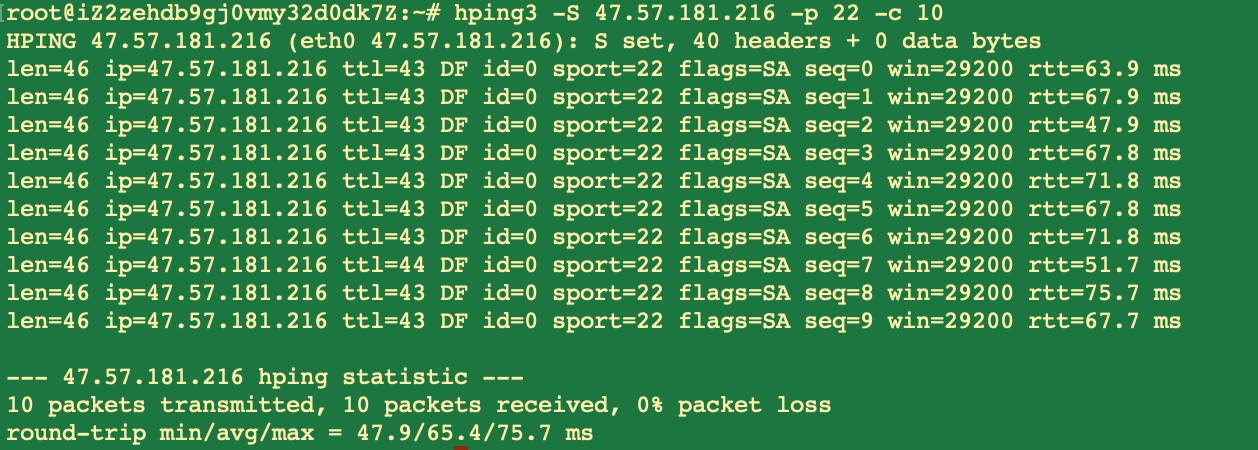 [root@iZ2zehdb9gj0vmy32d0dk7Z:~# hping3 -S 47.57.181.216 -p 22 -c 10
HPING 47.57.181.216 (eth0 47.57.181.216): S set, 40 headers + 0 data bytes
len=46 ip=47.57.181.216 ttl=43 DF id=0 sport=22 flags=SA seq=0 win=29200 rtt=63.9 ms
len=46 ip=47.57.181.216 ttl=43 DF id=0 sport=22 flags=SA seq=1 win=29200 rtt=67.9 ms
len=46 ip=47.57.181.216 ttl=43 DF id=0 sport=22 flags=SA seq=2 win=29200 rtt=47.9 ms
len=46 ip=47.57.181.216 ttl=43 DF id=0 sport=22 flags=SA seq=3 win=29200 rtt=67.8 ms
len=46 ip=47.57.181.216 ttl=43 DF id=0 sport=22 flags=SA seq=4 win=29200 rtt=71.8 ms
len=46 ip=47.57.181.216 ttl=43 DF id=0 sport=22 flags=SA seq=5 win=29200 rtt=67.8 ms
len=46 ip=47.57.181.216 ttl=43 DF id=0 sport=22 flags=SA seq=6 win=29200 rtt=71.8 ms
len=46 ip=47.57.181.216 ttl=44 DF id=0 sport=22 flags=SA seq=7 win=29200 rtt=51.7 ms
len=46 ip=47.57.181.216 ttl=43 DF id=0 sport=22 flags=SA seq=8 win=29200 rtt=75.7 ms
len=46 ip=47.57.181.216 ttl=43 DF id=0 sport=22 flags=SA seq=9 win=29200 rtt=67.7 ms
--- 47.57.181.216 hping statistic ---
10 packets transmitted, 10 packets received, 0% packet loss
round-trip min/avg/max = 47.9/65.4/75.7 ms